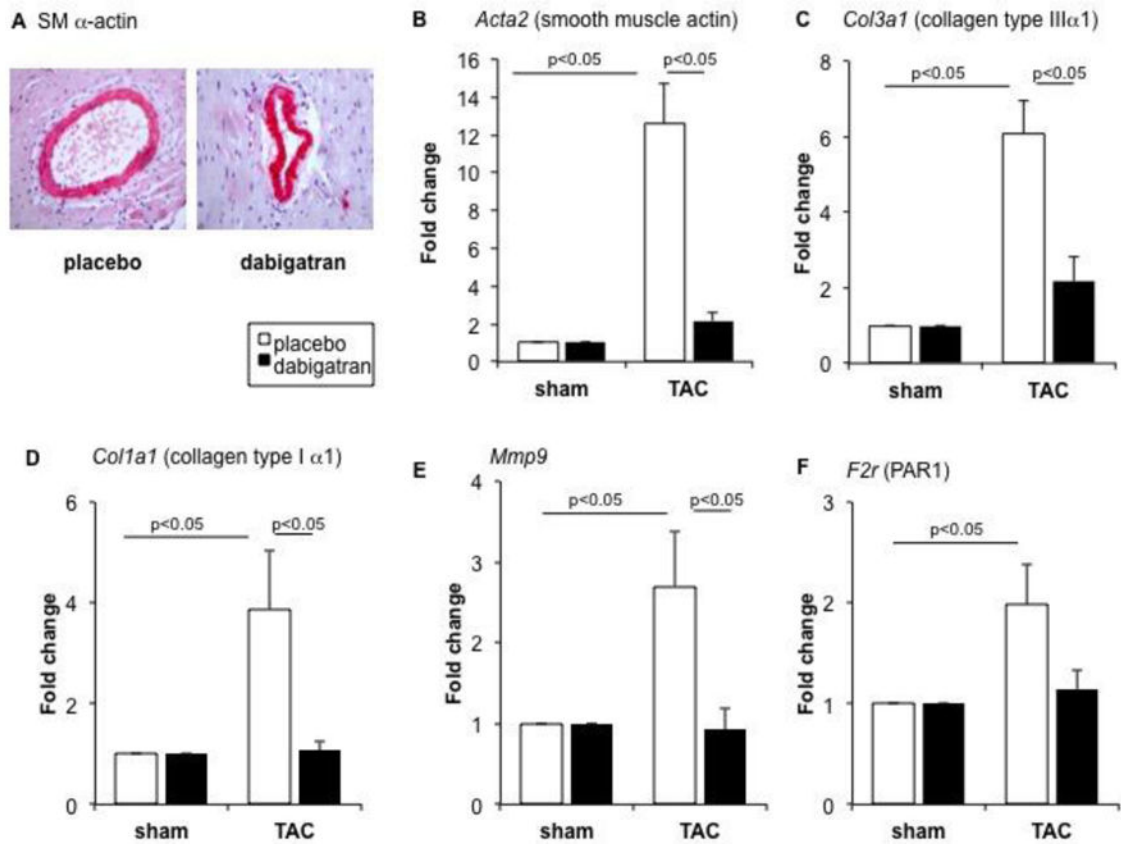 A SM α-actin
placebo
dabigatran
placebo
dabigatran
B Acta2 (smooth muscle actin)
Fold change
16
14
12
10
8
6
4
2
0
p<0.05
p<0.05
sham
TAC
C Col3a1 (collagen type IIIα1)
Fold change
8
6
4
2
0
p<0.05
p<0.05
sham
TAC
D Col1a1 (collagen type I α1)
Fold change
6
4
2
0
p<0.05
p<0.05
sham
TAC
E Mmp9
Fold change
4
3
2
1
0
p<0.05
p<0.05
sham
TAC
F F2r (PAR1)
Fold change
3
2
1
0
p<0.05
sham
TAC